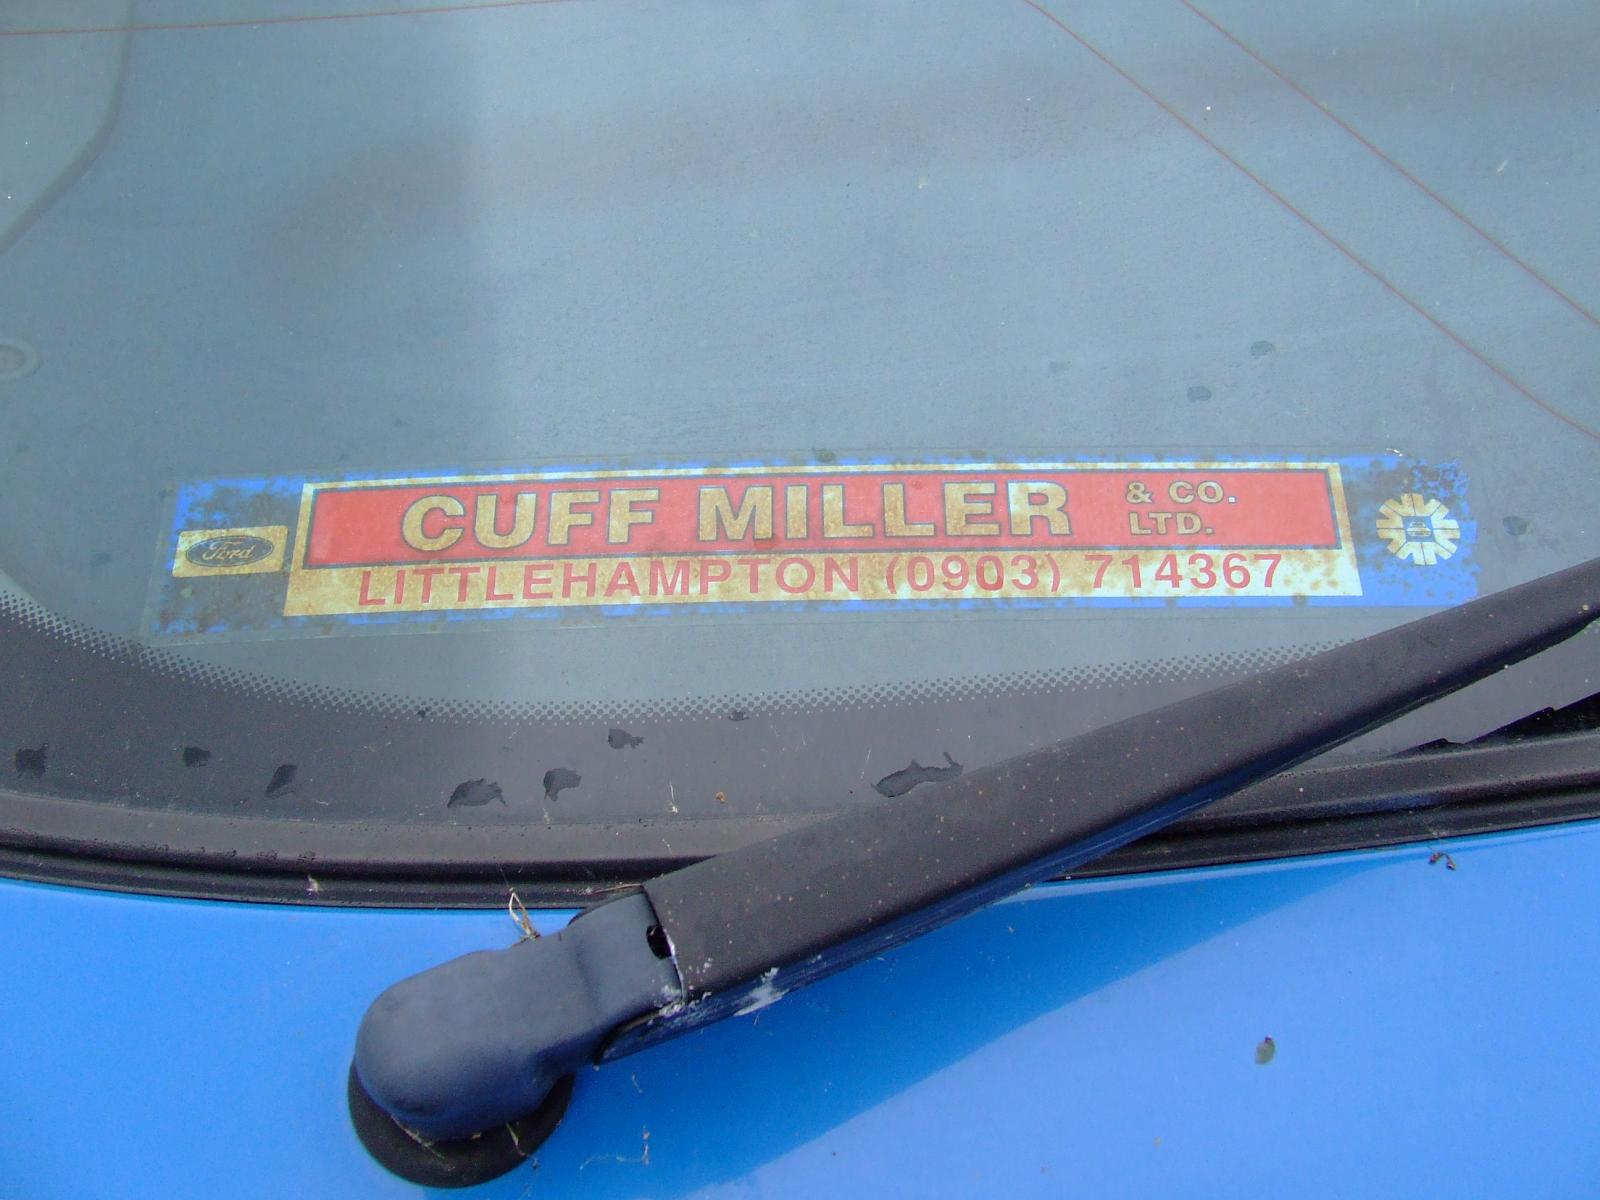 Ford
CUFF MILLER & CO. LTD.
LITTLEHAMPTON (0903) 714367